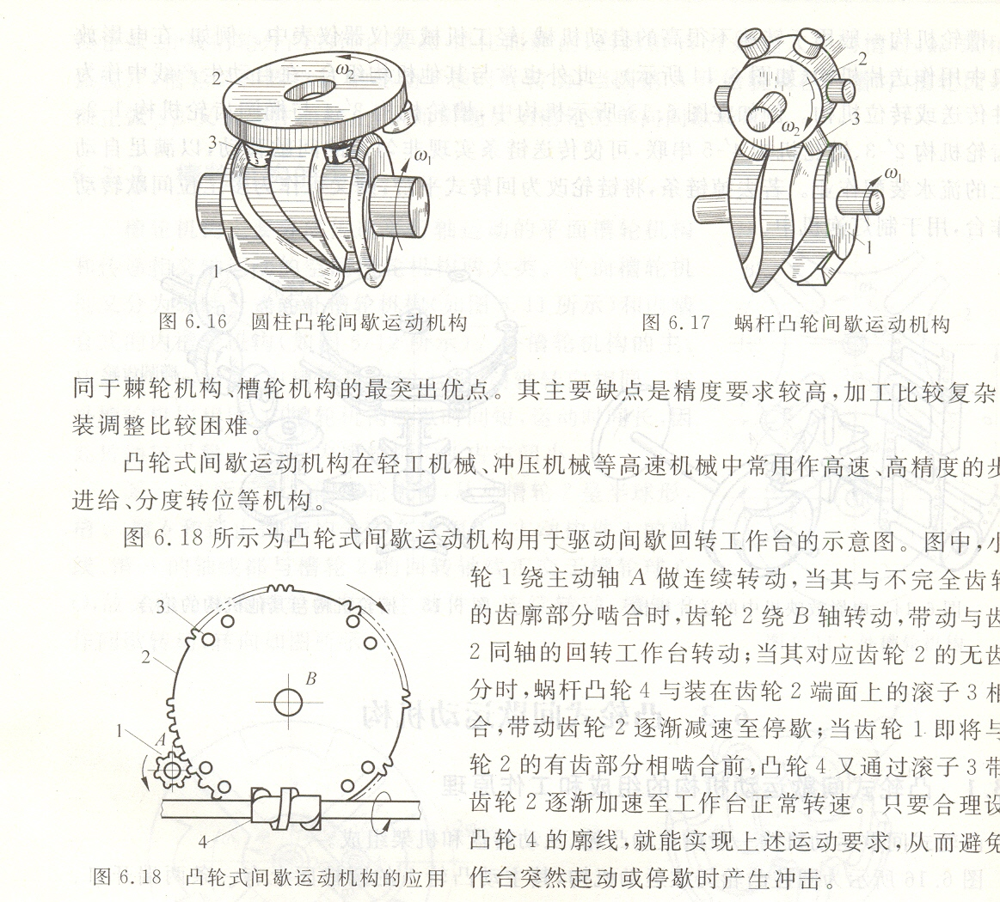 2
ω₂
3
ω₁
1
图 6.16 圆柱凸轮间歇运动机构
2
3
ω₂
ω₁
1
图 6.17 蜗杆凸轮间歇运动机构
同于棘轮机构、槽轮机构的最突出优点。其主要缺点是精度要求较高,加工比较复杂
装调整比较困难。
凸轮式间歇运动机构在轻工机械、冲压机械等高速机械中常用作高速、高精度的步
进给、分度转位等机构。
图 6.18 所示为凸轮式间歇运动机构用于驱动间歇回转工作台的示意图。图中,小
轮 1 绕主动轴 A 做连续转动,当其与不完全齿轮
的齿廓部分啮合时,齿轮 2 绕 B 轴转动,带动与齿
2 同轴的回转工作台转动;当其对应齿轮 2 的无齿
分时,蜗杆凸轮 4 与装在齿轮 2 端面上的滚子 3 相
合,带动齿轮 2 逐渐减速至停歇;当齿轮 1 即将与
轮 2 的有齿部分相啮合前,凸轮 4 又通过滚子 3 带
齿轮 2 逐渐加速至工作台正常转速。只要合理设
凸轮 4 的廓线,就能实现上述运动要求,从而避免
作台突然起动或停歇时产生冲击。
3
2
B
1
A
4
图 6.18 凸轮式间歇运动机构的应用